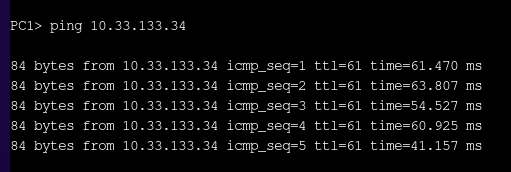 PC1> ping 10.33.133.34
84 bytes from 10.33.133.34 icmp_seq=1 ttl=61 time=61.470 ms
84 bytes from 10.33.133.34 icmp_seq=2 ttl=61 time=63.807 ms
84 bytes from 10.33.133.34 icmp_seq=3 ttl=61 time=54.527 ms
84 bytes from 10.33.133.34 icmp_seq=4 ttl=61 time=60.925 ms
84 bytes from 10.33.133.34 icmp_seq=5 ttl=61 time=41.157 ms